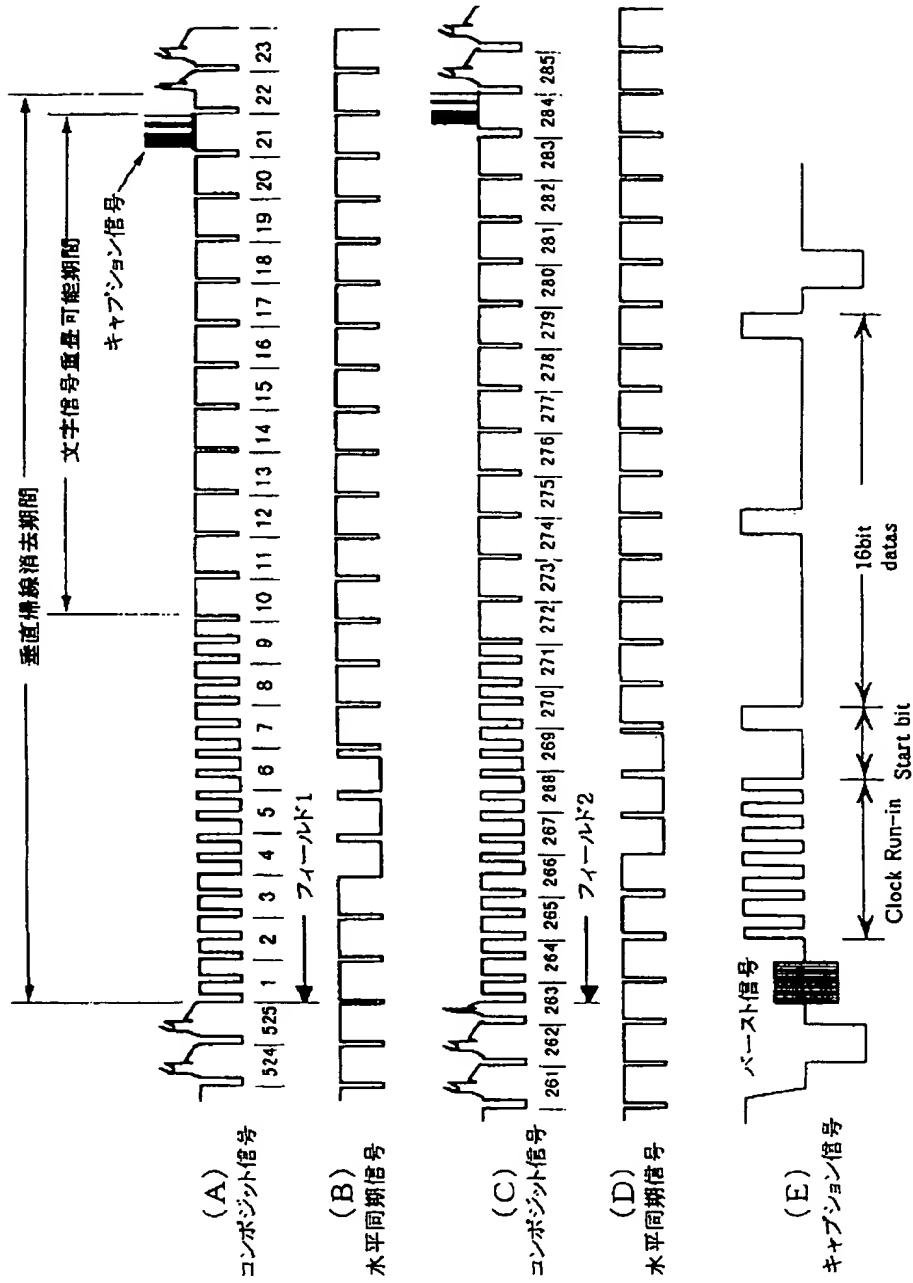 垂直帰線消去期間
文字信号重畳可能期間
キャプション信号
(A)
コンポジット信号
524 525 1 2 3 4 5 6 7 8 9 10 11 12 13 14 15 16 17 18 19 20 21 22 23
フィールド1
(B)
水平同期信号
(C)
コンポジット信号
261 262 263 264 265 266 267 268 269 270 271 272 273 274 275 276 277 278 279 280 281 282 283 284 285
フィールド2
(D)
水平同期信号
(E)
キャプション信号
バースト信号
Clock Run-in
Start bit
16bit
datas